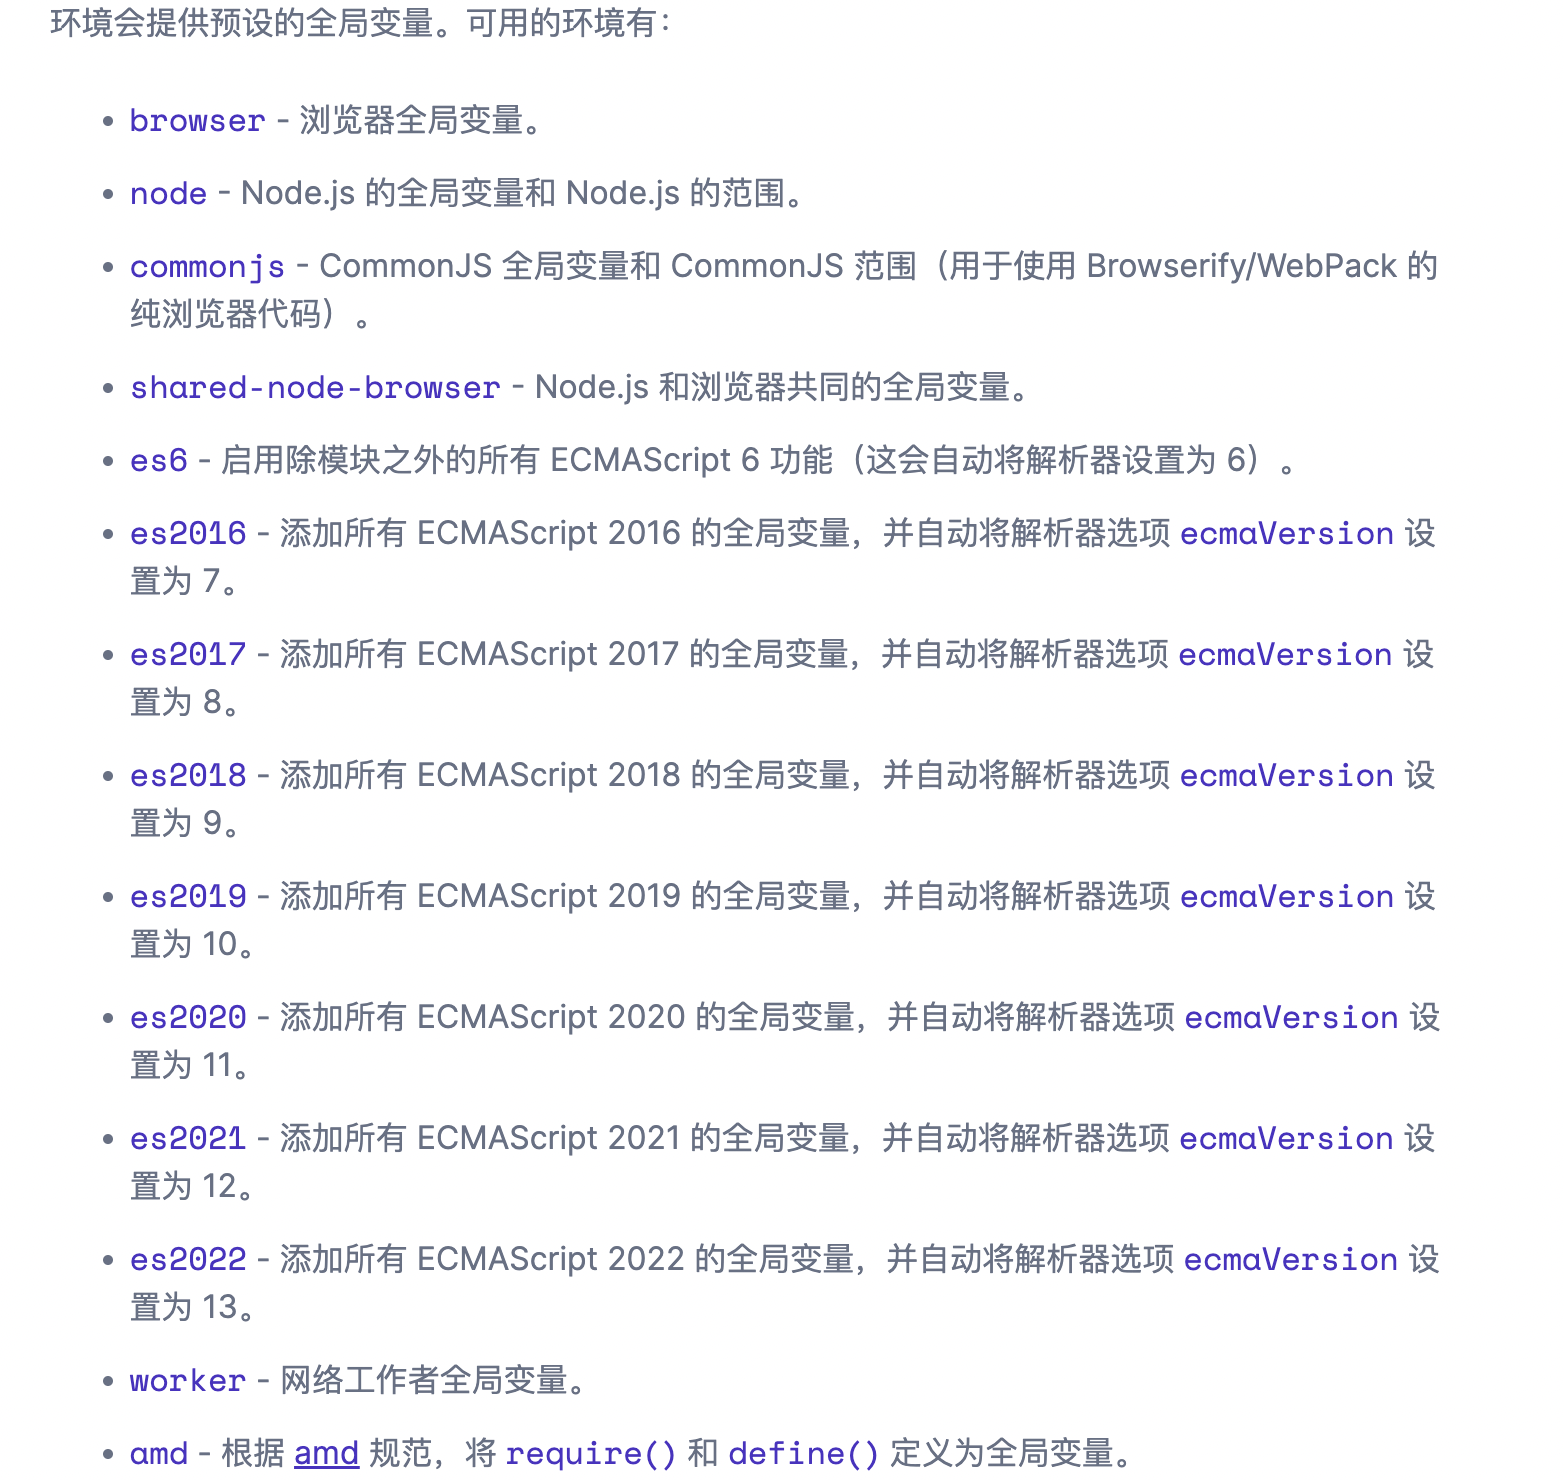 环境会提供预设的全局变量。可用的环境有：
• browser - 浏览器全局变量。
• node - Node.js 的全局变量和 Node.js 的范围。
• commonjs - CommonJS 全局变量和 CommonJS 范围（用于使用 Browserify/WebPack 的
纯浏览器代码）。
• shared-node-browser - Node.js 和浏览器共同的全局变量。
• es6 - 启用除模块之外的所有 ECMAScript 6 功能（这会自动将解析器设置为 6）。
• es2016 - 添加所有 ECMAScript 2016 的全局变量，并自动将解析器选项 ecmaVersion 设
置为 7。
• es2017 - 添加所有 ECMAScript 2017 的全局变量，并自动将解析器选项 ecmaVersion 设
置为 8。
• es2018 - 添加所有 ECMAScript 2018 的全局变量，并自动将解析器选项 ecmaVersion 设
置为 9。
• es2019 - 添加所有 ECMAScript 2019 的全局变量，并自动将解析器选项 ecmaVersion 设
置为 10。
• es2020 - 添加所有 ECMAScript 2020 的全局变量，并自动将解析器选项 ecmaVersion 设
置为 11。
• es2021 - 添加所有 ECMAScript 2021 的全局变量，并自动将解析器选项 ecmaVersion 设
置为 12。
• es2022 - 添加所有 ECMAScript 2022 的全局变量，并自动将解析器选项 ecmaVersion 设
置为 13。
• worker - 网络工作者全局变量。
• amd - 根据 amd 规范，将 require() 和 define() 定义为全局变量。